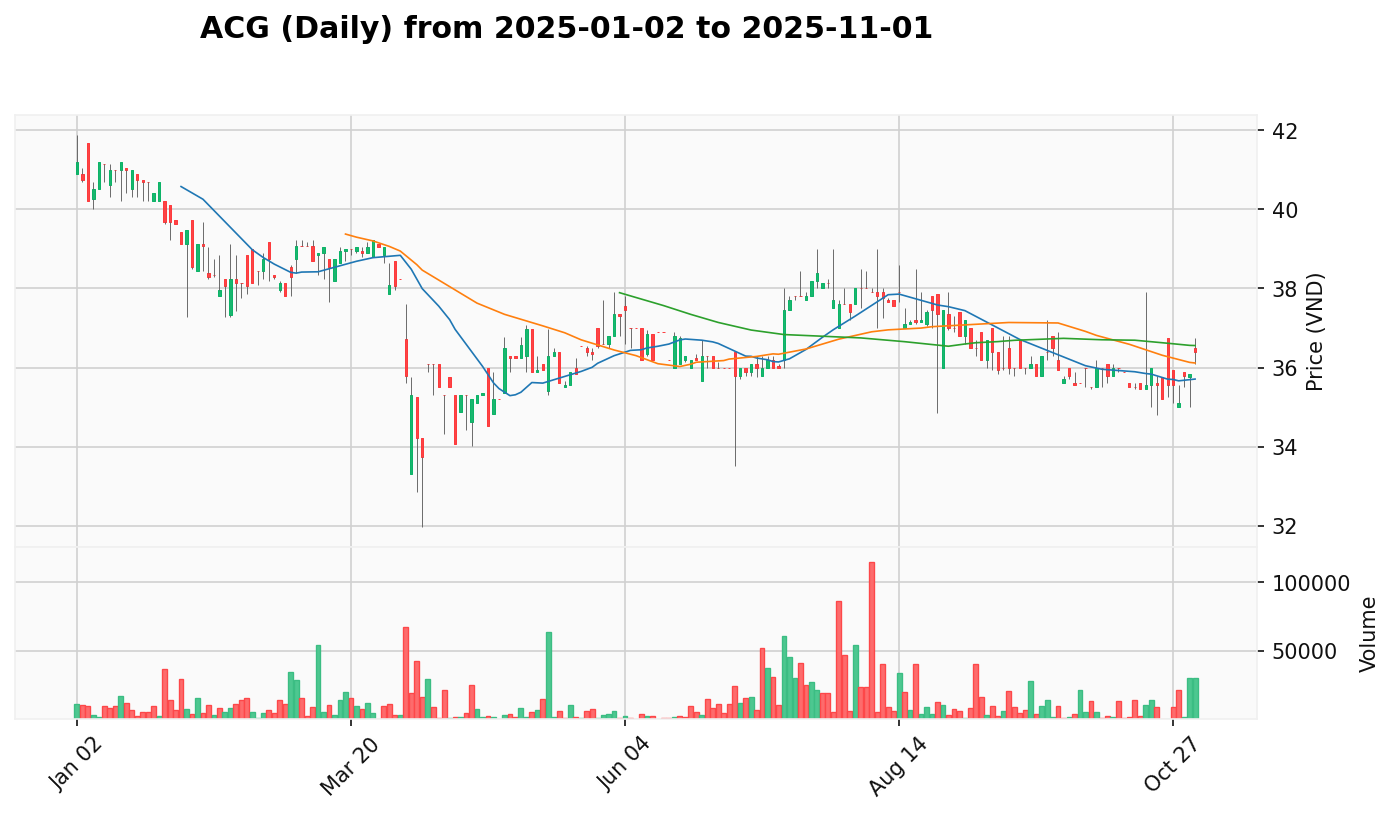 ACG (Daily) from 2025-01-02 to 2025-11-01
42
40
38
36
34
32
Price (VND)
100000
50000
Volume
Jan 02
Mar 20
Jun 04
Aug 14
Oct 27